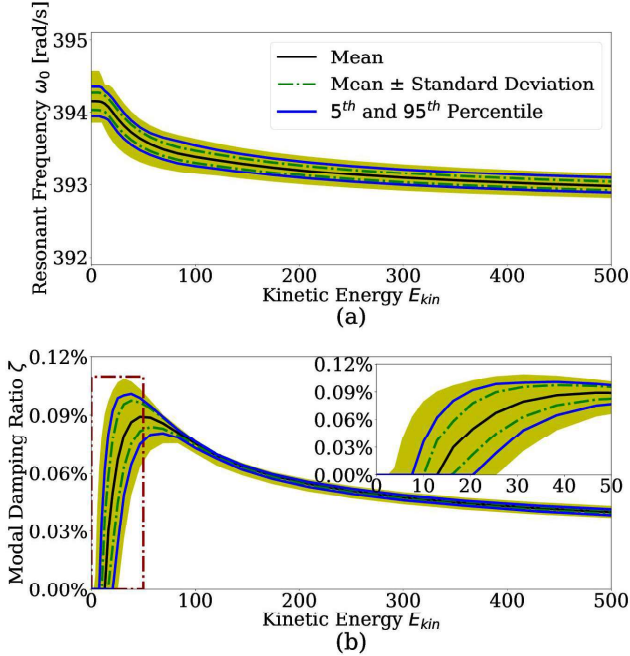 395
394
393
392
Resonant Frequency ω₀ [rad/s]
Mean
Mean ± Standard Deviation
5th and 95th Percentile
0 100 200 300 400 500
Kinetic Energy E_kin
(a)
0.12%
0.09%
0.06%
0.03%
0.00%
Modal Damping Ratio ζ
0.12%
0.09%
0.06%
0.03%
0.00%
0 10 20 30 40 50
0 100 200 300 400 500
Kinetic Energy E_kin
(b)